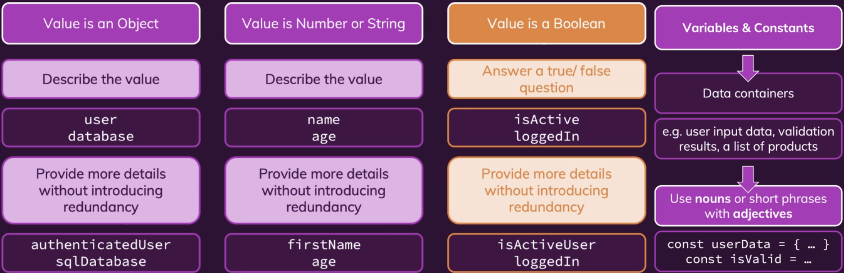 Value is an Object
Describe the value
user
database
Provide more details
without introducing
redundancy
authenticatedUser
sqlDatabase
Value is Number or String
Describe the value
name
age
Provide more details
without introducing
redundancy
firstName
age
Value is a Boolean
Answer a true/ false
question
isActive
loggedIn
Provide more details
without introducing
redundancy
isActiveUser
loggedIn
Variables & Constants
Data containers
e.g. user input data, validation
results, a list of products
Use nouns or short phrases
with adjectives
const userData = { … }
const isValid = …